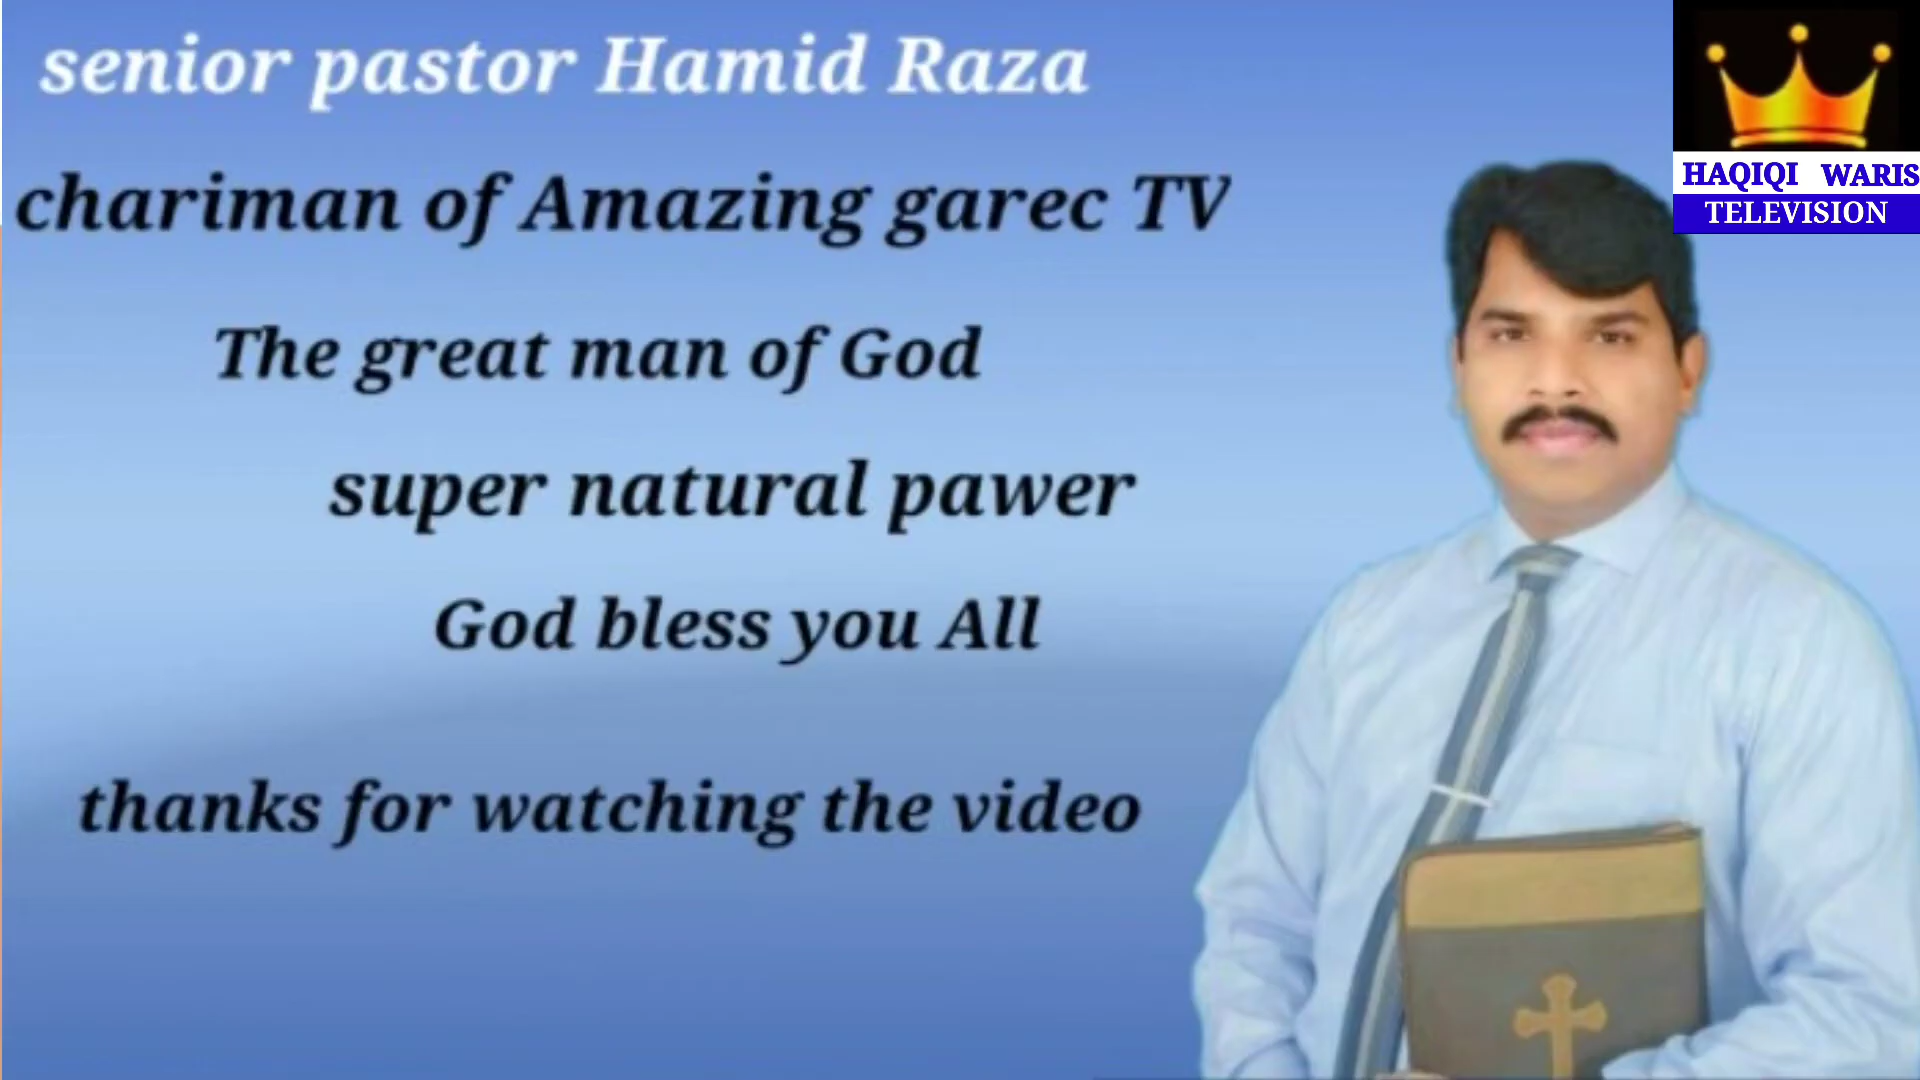 senior pastor Hamid Raza
chariman of Amazing garec TV
The great man of God
super natural pawer
God bless you All
thanks for watching the video
HAQIQI WARIS
TELEVISION